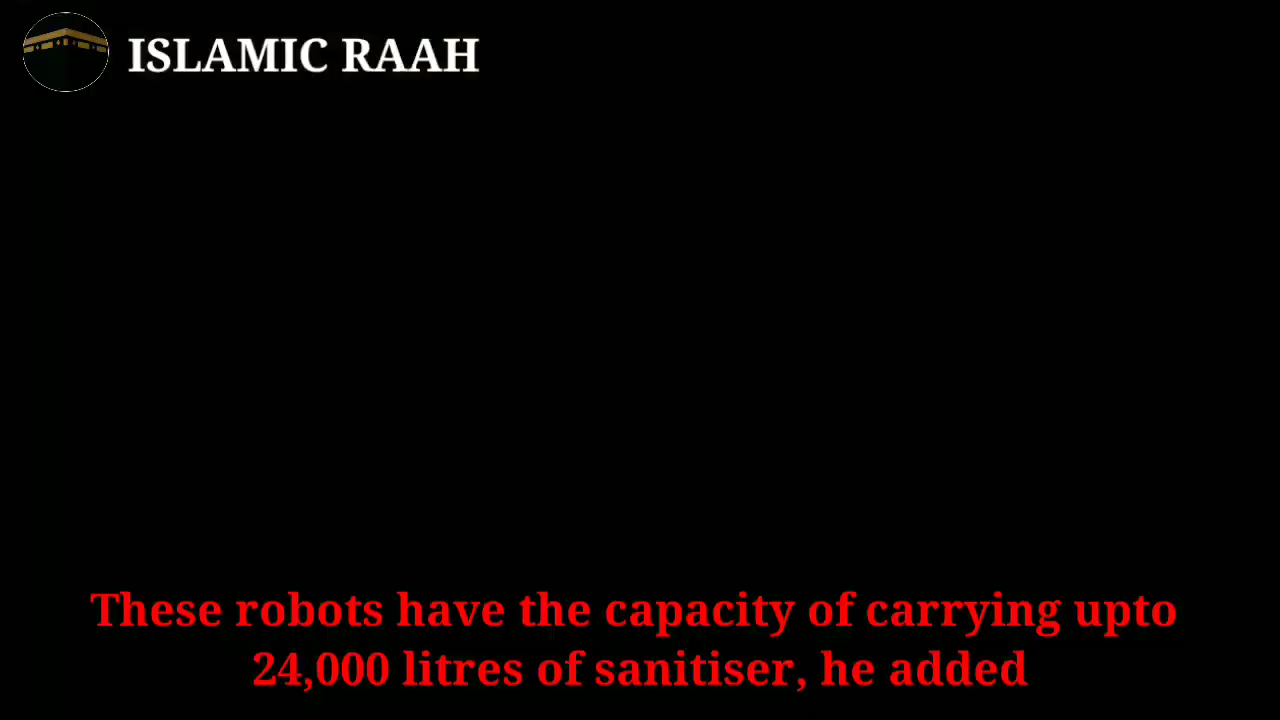 ISLAMIC RAAH
These robots have the capacity of carrying upto
24,000 litres of sanitiser, he added